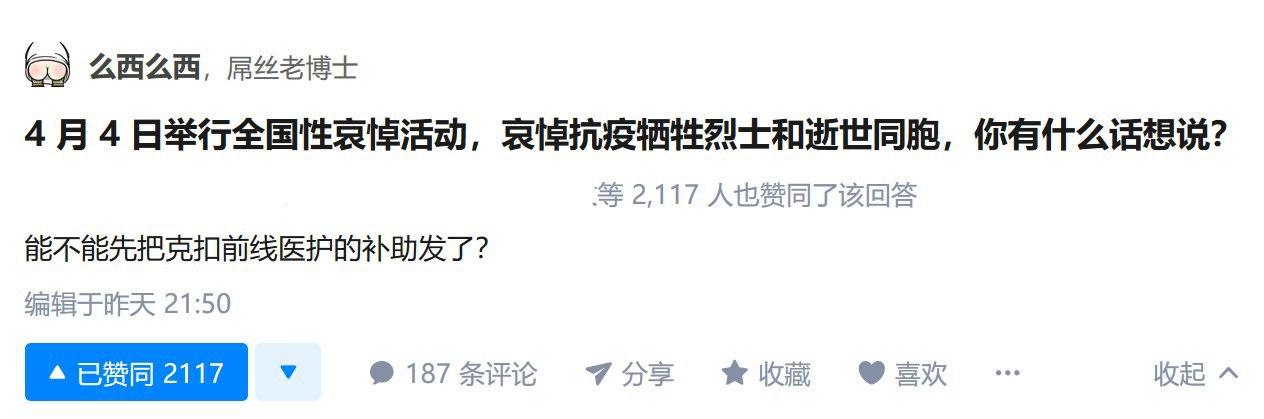 么西么西，屌丝老博士
4 月 4 日举行全国性哀悼活动，哀悼抗疫牺牲烈士和逝世同胞，你有什么话想说？
等 2,117 人也赞同了该回答
能不能先把克扣前线医护的补助发了？
编辑于昨天 21:50
已赞同 2117 187 条评论 分享 收藏 喜欢 ··· 收起